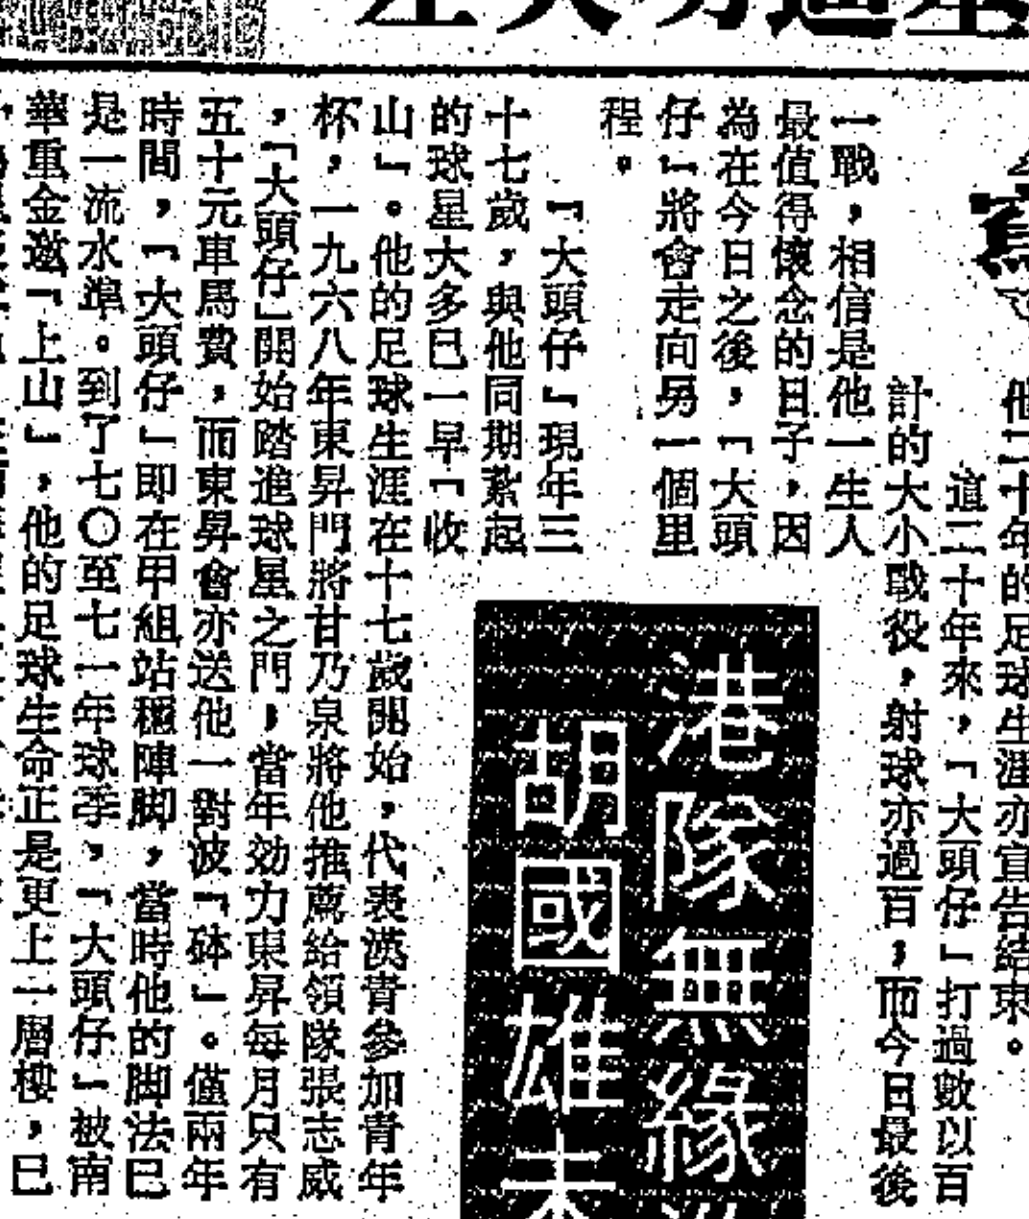 他二十年的足球生涯亦宣告結束。
這二十年來，「大頭仔」打過數以百
計的大小戰役，射球亦過百，而今日最後
一戰，相信是他一生人
最值得懷念的日子，因
為在今日之後，「大頭
仔」將會走向另一個里
程。
「大頭仔」現年三
十七歲，與他同期紮起
的球星大多已一早「收
山」。他的足球生涯在十七歲開始，代表漢青參加青年
杯，一九六八年東昇門將甘乃泉將他推薦給領隊張志威
，「大頭仔」開始踏進球星之門，當年効力東昇每月只有
五十元車馬費，而東昇會亦送他一對波「砵」。僅兩年
時間，「大頭仔」即在甲組站穩陣脚，當時他的脚法已
是一流水準。到了七〇至七一年球季，「大頭仔」被南
華重金邀「上山」，他的足球生命正是更上一層樓，已
港隊無緣
胡國雄未